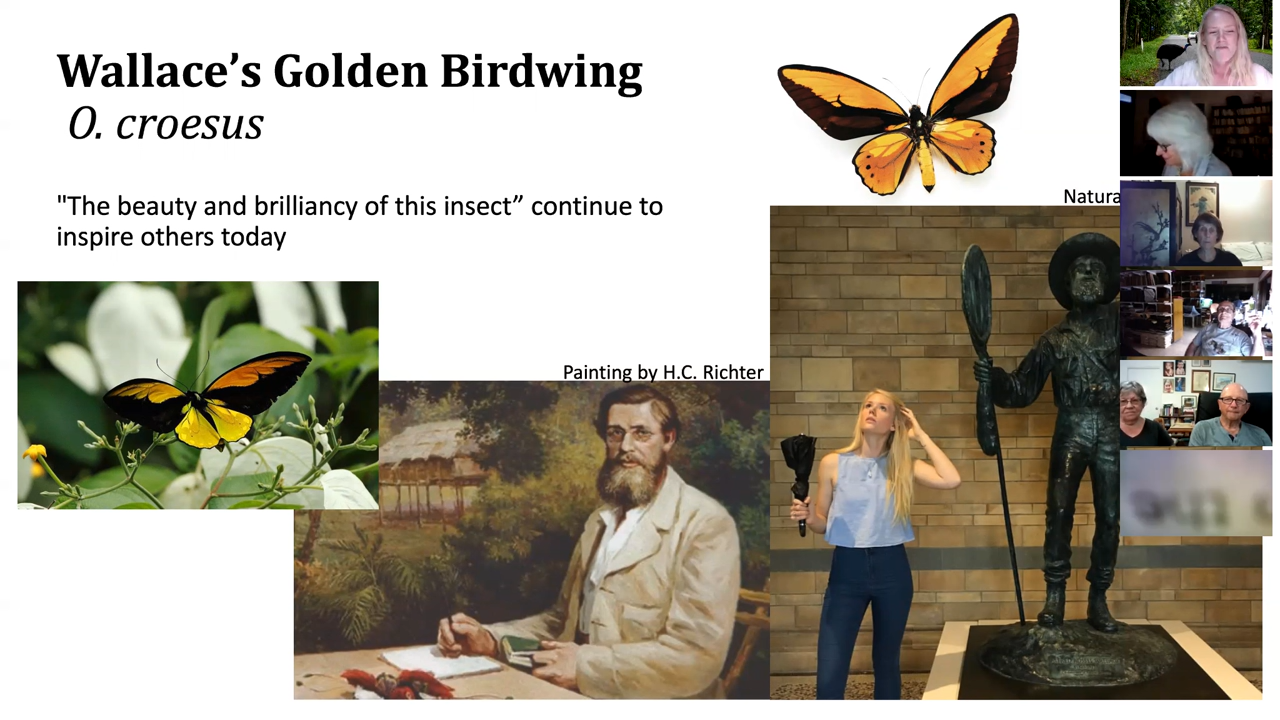 Wallace’s Golden Birdwing
O. croesus
"The beauty and brilliancy of this insect” continue to
inspire others today
Natura
Painting by H.C. Richter